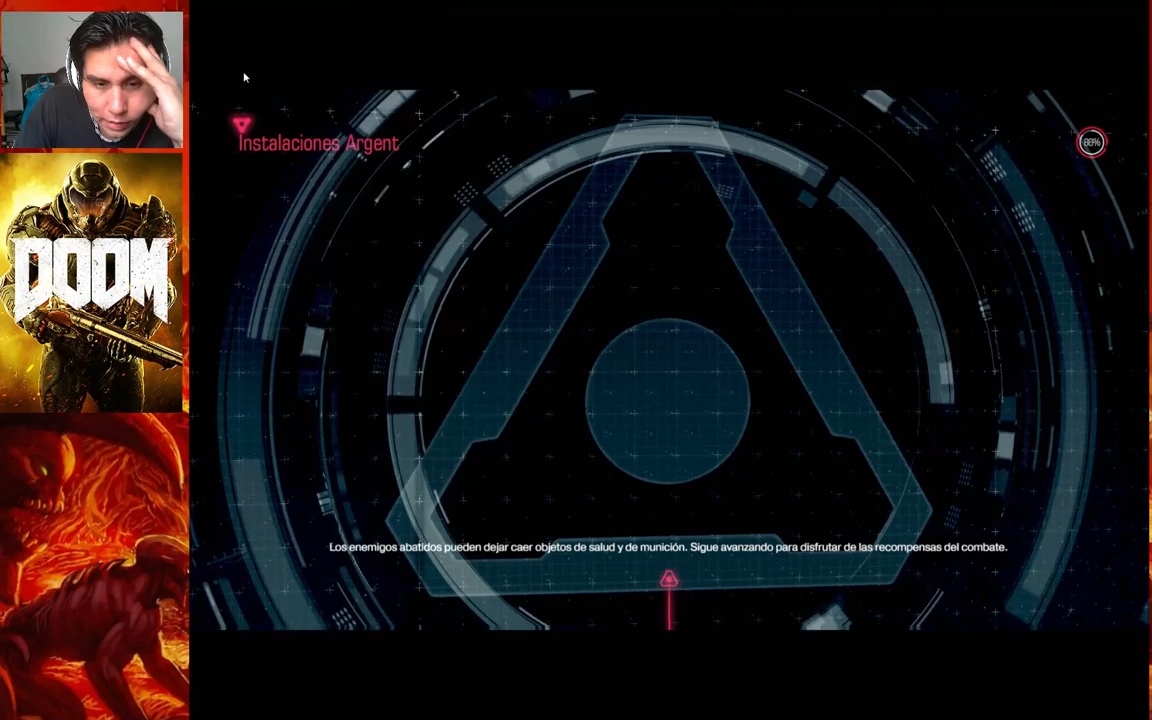 Instalaciones Argent
86%
DOOM
Los enemigos abatidos pueden dejar caer objetos de salud y de munición. Sigue avanzando para disfrutar de las recompensas del combate.